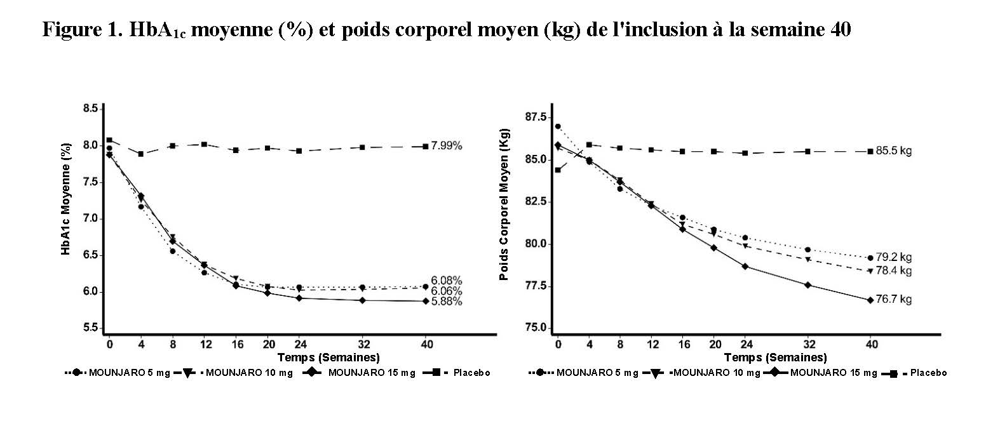 Figure 1. HbA1c moyenne (%) et poids corporel moyen (kg) de l'inclusion à la semaine 40
HbA1c Moyenne (%)
8.5
8.0
7.5
7.0
6.5
6.0
5.5
7.99%
6.08%
6.06%
5.88%
0 4 8 12 16 20 24 32 40
Temps (Semaines)
MOUNJARO 5 mg MOUNJARO 10 mg MOUNJARO 15 mg Placebo
Poids Corporel Moyen (Kg)
87.5
85.0
82.5
80.0
77.5
75.0
85.5 kg
79.2 kg
78.4 kg
76.7 kg
0 4 8 12 16 20 24 32 40
Temps (Semaines)
MOUNJARO 5 mg MOUNJARO 10 mg MOUNJARO 15 mg Placebo